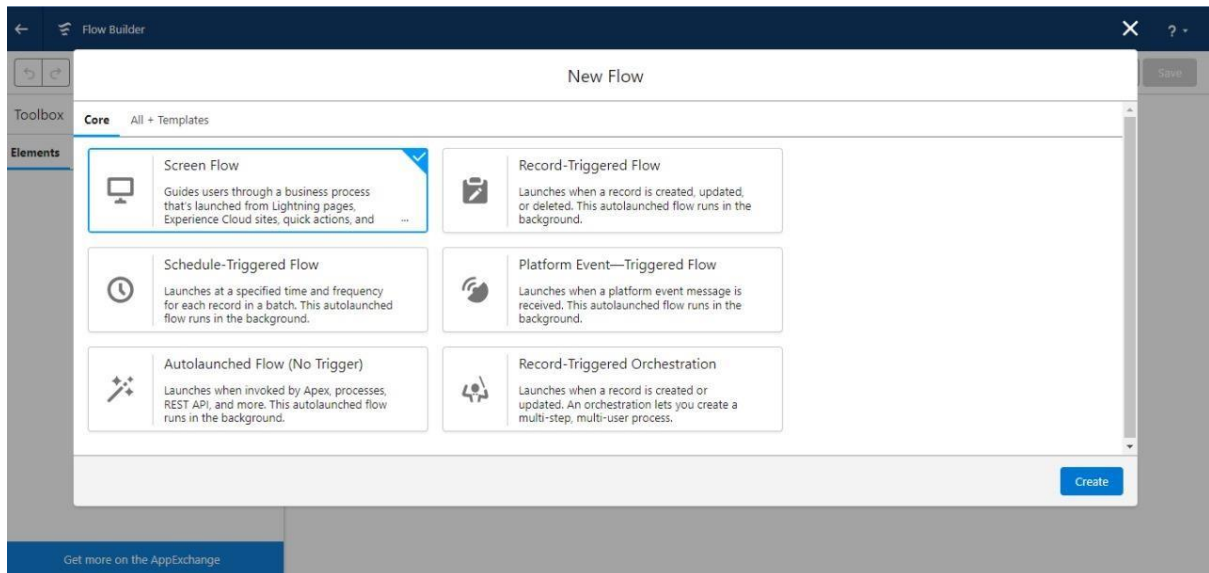 Flow Builder
?
New Flow
Save
Toolbox
Core All + Templates
Elements
Screen Flow
Guides users through a business process
that's launched from Lightning pages,
Experience Cloud sites, quick actions, and ...
Record-Triggered Flow
Launches when a record is created, updated,
or deleted. This autolaunched flow runs in the
background.
Schedule-Triggered Flow
Launches at a specified time and frequency
for each record in a batch. This autolaunched
flow runs in the background.
Platform Event—Triggered Flow
Launches when a platform event message is
received. This autolaunched flow runs in the
background.
Autolaunched Flow (No Trigger)
Launches when invoked by Apex, processes,
REST API, and more. This autolaunched flow
runs in the background.
Record-Triggered Orchestration
Launches when a record is created or
updated. An orchestration lets you create a
multi-step, multi-user process.
Create
Get more on the AppExchange